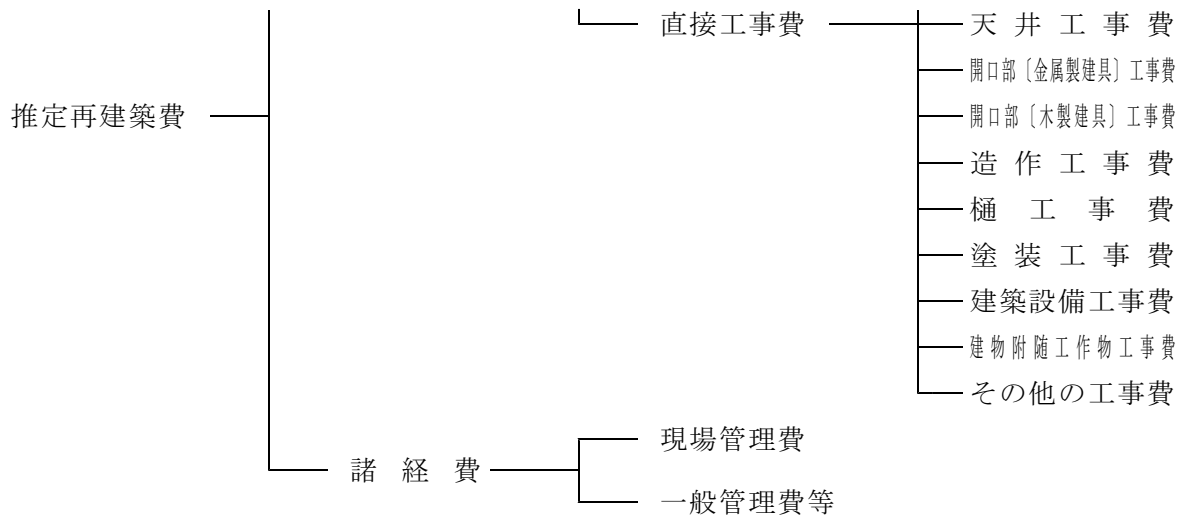 直接工事費
天井工事費
開口部〔金属製建具〕工事費
推定再建築費
開口部〔木製建具〕工事費
造作工事費
樋工事費
塗装工事費
建築設備工事費
建物附随工作物工事費
その他の工事費
諸経費
現場管理費
一般管理費等